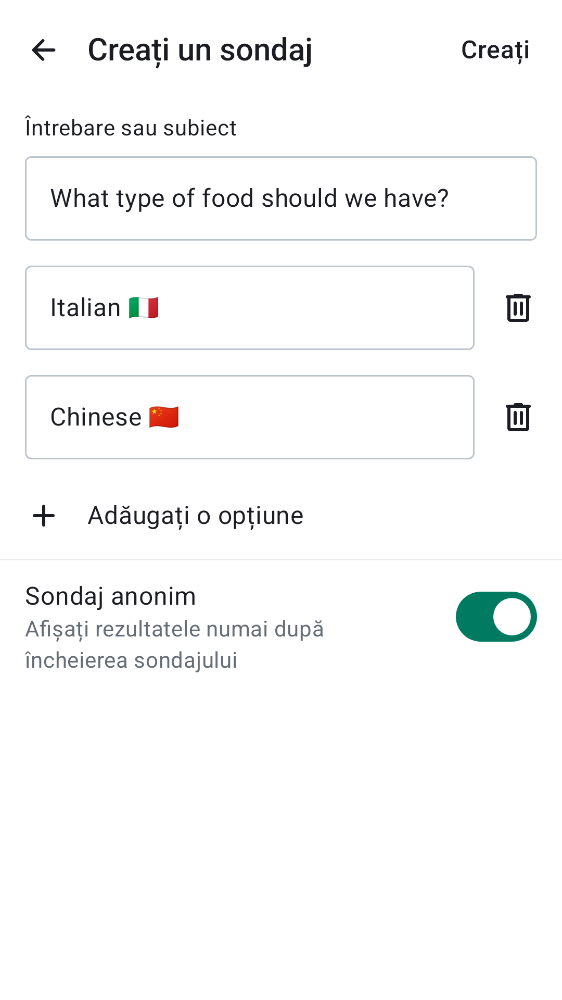 Creați un sondaj
Creați
Întrebare sau subiect
What type of food should we have?
Italian 🇮🇹
Chinese 🇨🇳
Adăugați o opțiune
Sondaj anonim
Afișați rezultatele numai după
încheierea sondajului